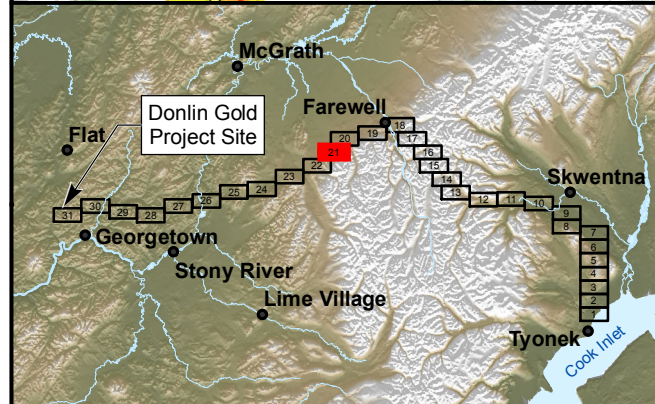 McGrath
Donlin Gold
Project Site
Farewell
Flat
18
19
17
20
21
16
15
22
14
23
13
24
25
12
11
10
26
27
28
29
30
31
Skwentna
9
8
7
6
5
4
3
2
1
Georgetown
Stony River
Lime Village
Tyonek
Cook Inlet